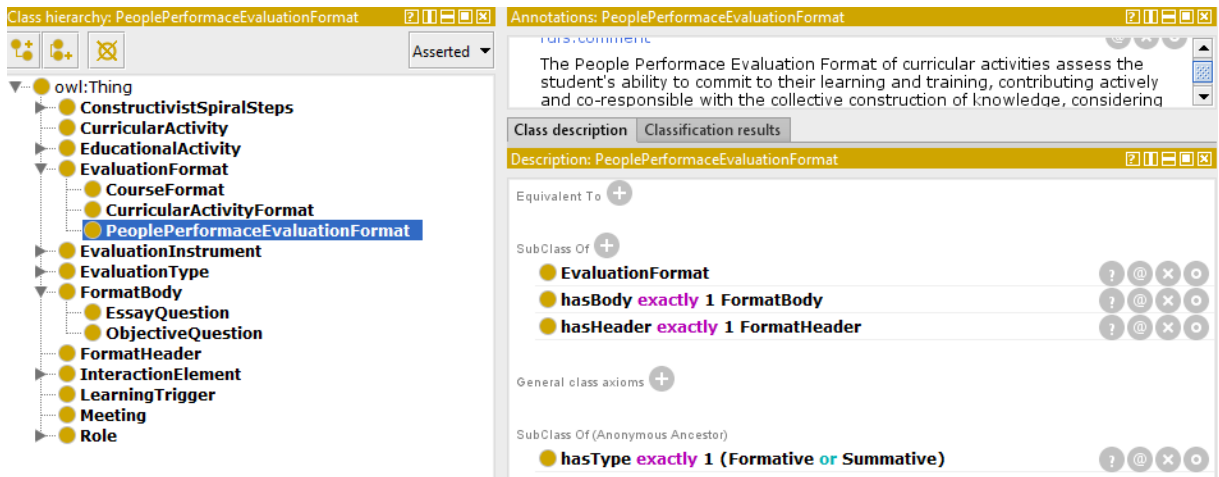 Class hierarchy: PeoplePerformaceEvaluationFormat
Asserted
owl:Thing
ConstructivistSpiralSteps
CurricularActivity
EducationalActivity
EvaluationFormat
CourseFormat
CurricularActivityFormat
PeoplePerformaceEvaluationFormat
EvaluationInstrument
EvaluationType
FormatBody
EssayQuestion
ObjectiveQuestion
FormatHeader
InteractionElement
LearningTrigger
Meeting
Role
Annotations: PeoplePerformaceEvaluationFormat
rdfs:comment
The People Performace Evaluation Format of curricular activities assess the
student's ability to commit to their learning and training, contributing actively
and co-responsible with the collective construction of knowledge, considering
Class description Classification results
Description: PeoplePerformaceEvaluationFormat
Equivalent To
SubClass Of
EvaluationFormat
hasBody exactly 1 FormatBody
hasHeader exactly 1 FormatHeader
General class axioms
SubClass Of (Anonymous Ancestor)
hasType exactly 1 (Formative or Summative)